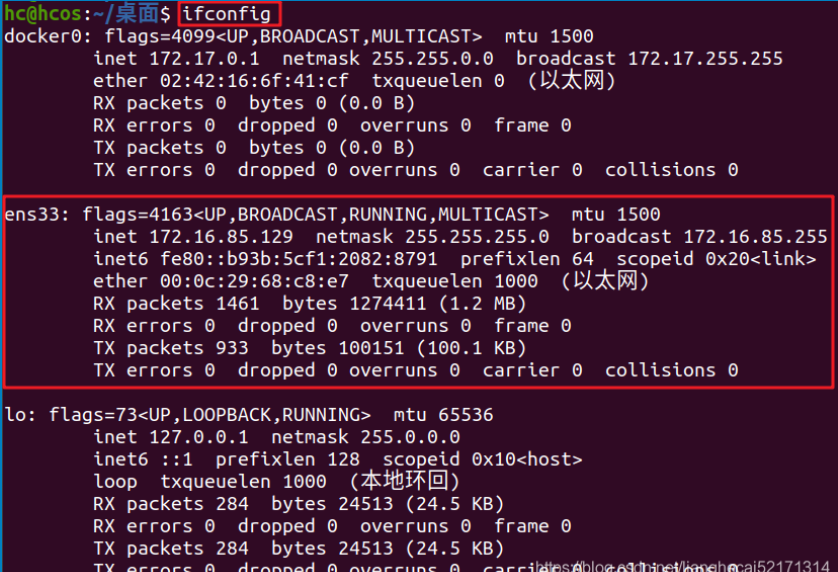 hc@hcos:~/桌面$ ifconfig
docker0: flags=4099<UP,BROADCAST,MULTICAST>  mtu 1500
inet 172.17.0.1  netmask 255.255.0.0  broadcast 172.17.255.255
ether 02:42:16:6f:41:cf  txqueuelen 0  (以太网)
RX packets 0  bytes 0 (0.0 B)
RX errors 0  dropped 0  overruns 0  frame 0
TX packets 0  bytes 0 (0.0 B)
TX errors 0  dropped 0 overruns 0  carrier 0  collisions 0
ens33: flags=4163<UP,BROADCAST,RUNNING,MULTICAST>  mtu 1500
inet 172.16.85.129  netmask 255.255.255.0  broadcast 172.16.85.255
inet6 fe80::b93b:5cf1:2082:8791  prefixlen 64  scopeid 0x20<link>
ether 00:0c:29:68:c8:e7  txqueuelen 1000  (以太网)
RX packets 1461  bytes 1274411 (1.2 MB)
RX errors 0  dropped 0  overruns 0  frame 0
TX packets 933  bytes 100151 (100.1 KB)
TX errors 0  dropped 0 overruns 0  carrier 0  collisions 0
lo: flags=73<UP,LOOPBACK,RUNNING>  mtu 65536
inet 127.0.0.1  netmask 255.0.0.0
inet6 ::1  prefixlen 128  scopeid 0x10<host>
loop  txqueuelen 1000  (本地环回)
RX packets 284  bytes 24513 (24.5 KB)
RX errors 0  dropped 0  overruns 0  frame 0
TX packets 284  bytes 24513 (24.5 KB)
TX errors 0  dropped 0 overruns 0  carrier 0  collisions 0
https://blog.csdn.net/lianghecai52171314